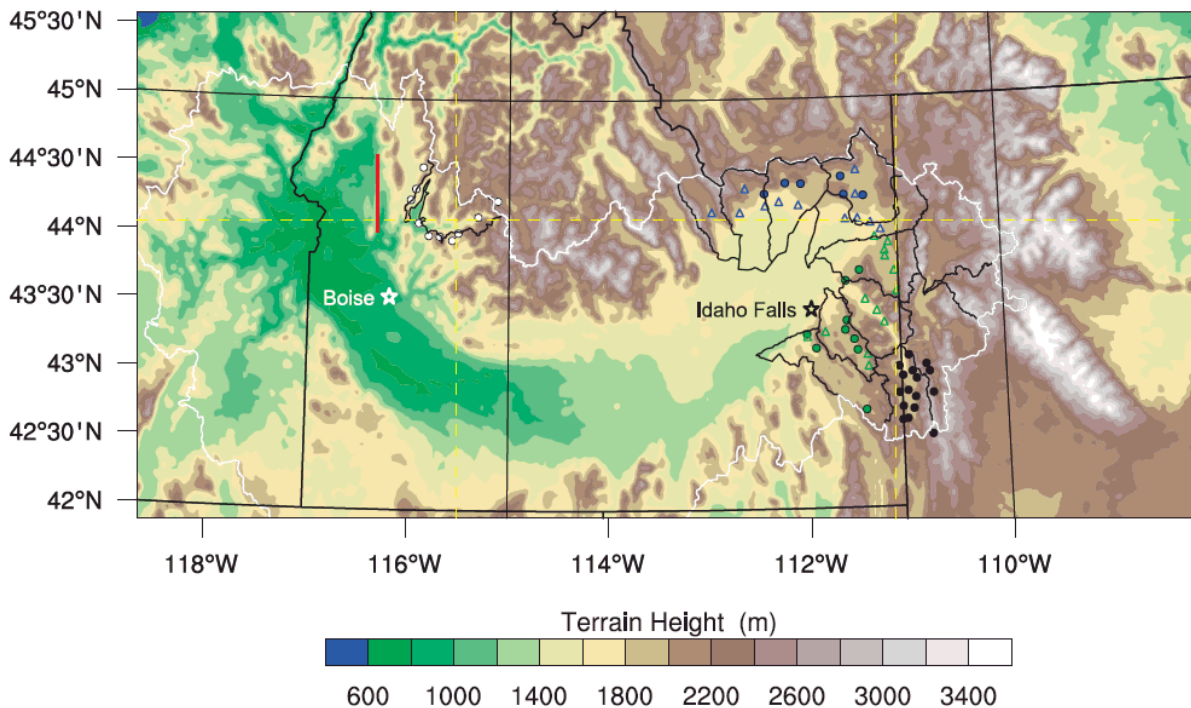 45°30'N
45°N
44°30'N
44°N
43°30'N
43°N
42°30'N
42°N
Boise
Idaho Falls
118°W
116°W
114°W
112°W
110°W
Terrain Height (m)
600 1000 1400 1800 2200 2600 3000 3400